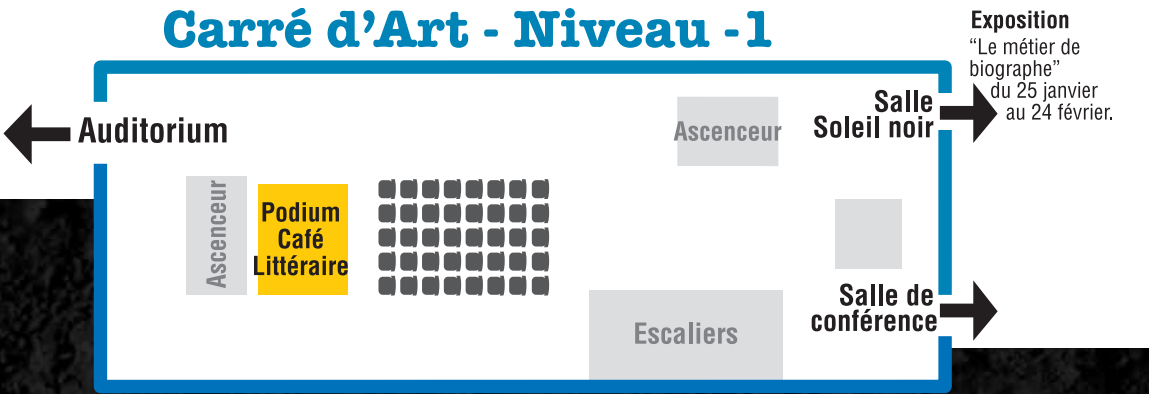 Carré d’Art - Niveau -1
Exposition
“Le métier de
biographe”
du 25 janvier
au 24 février.
Auditorium
Ascenceur
Salle
Soleil noir
Ascenceur
Podium
Café
Littéraire
Escaliers
Salle de
conférence